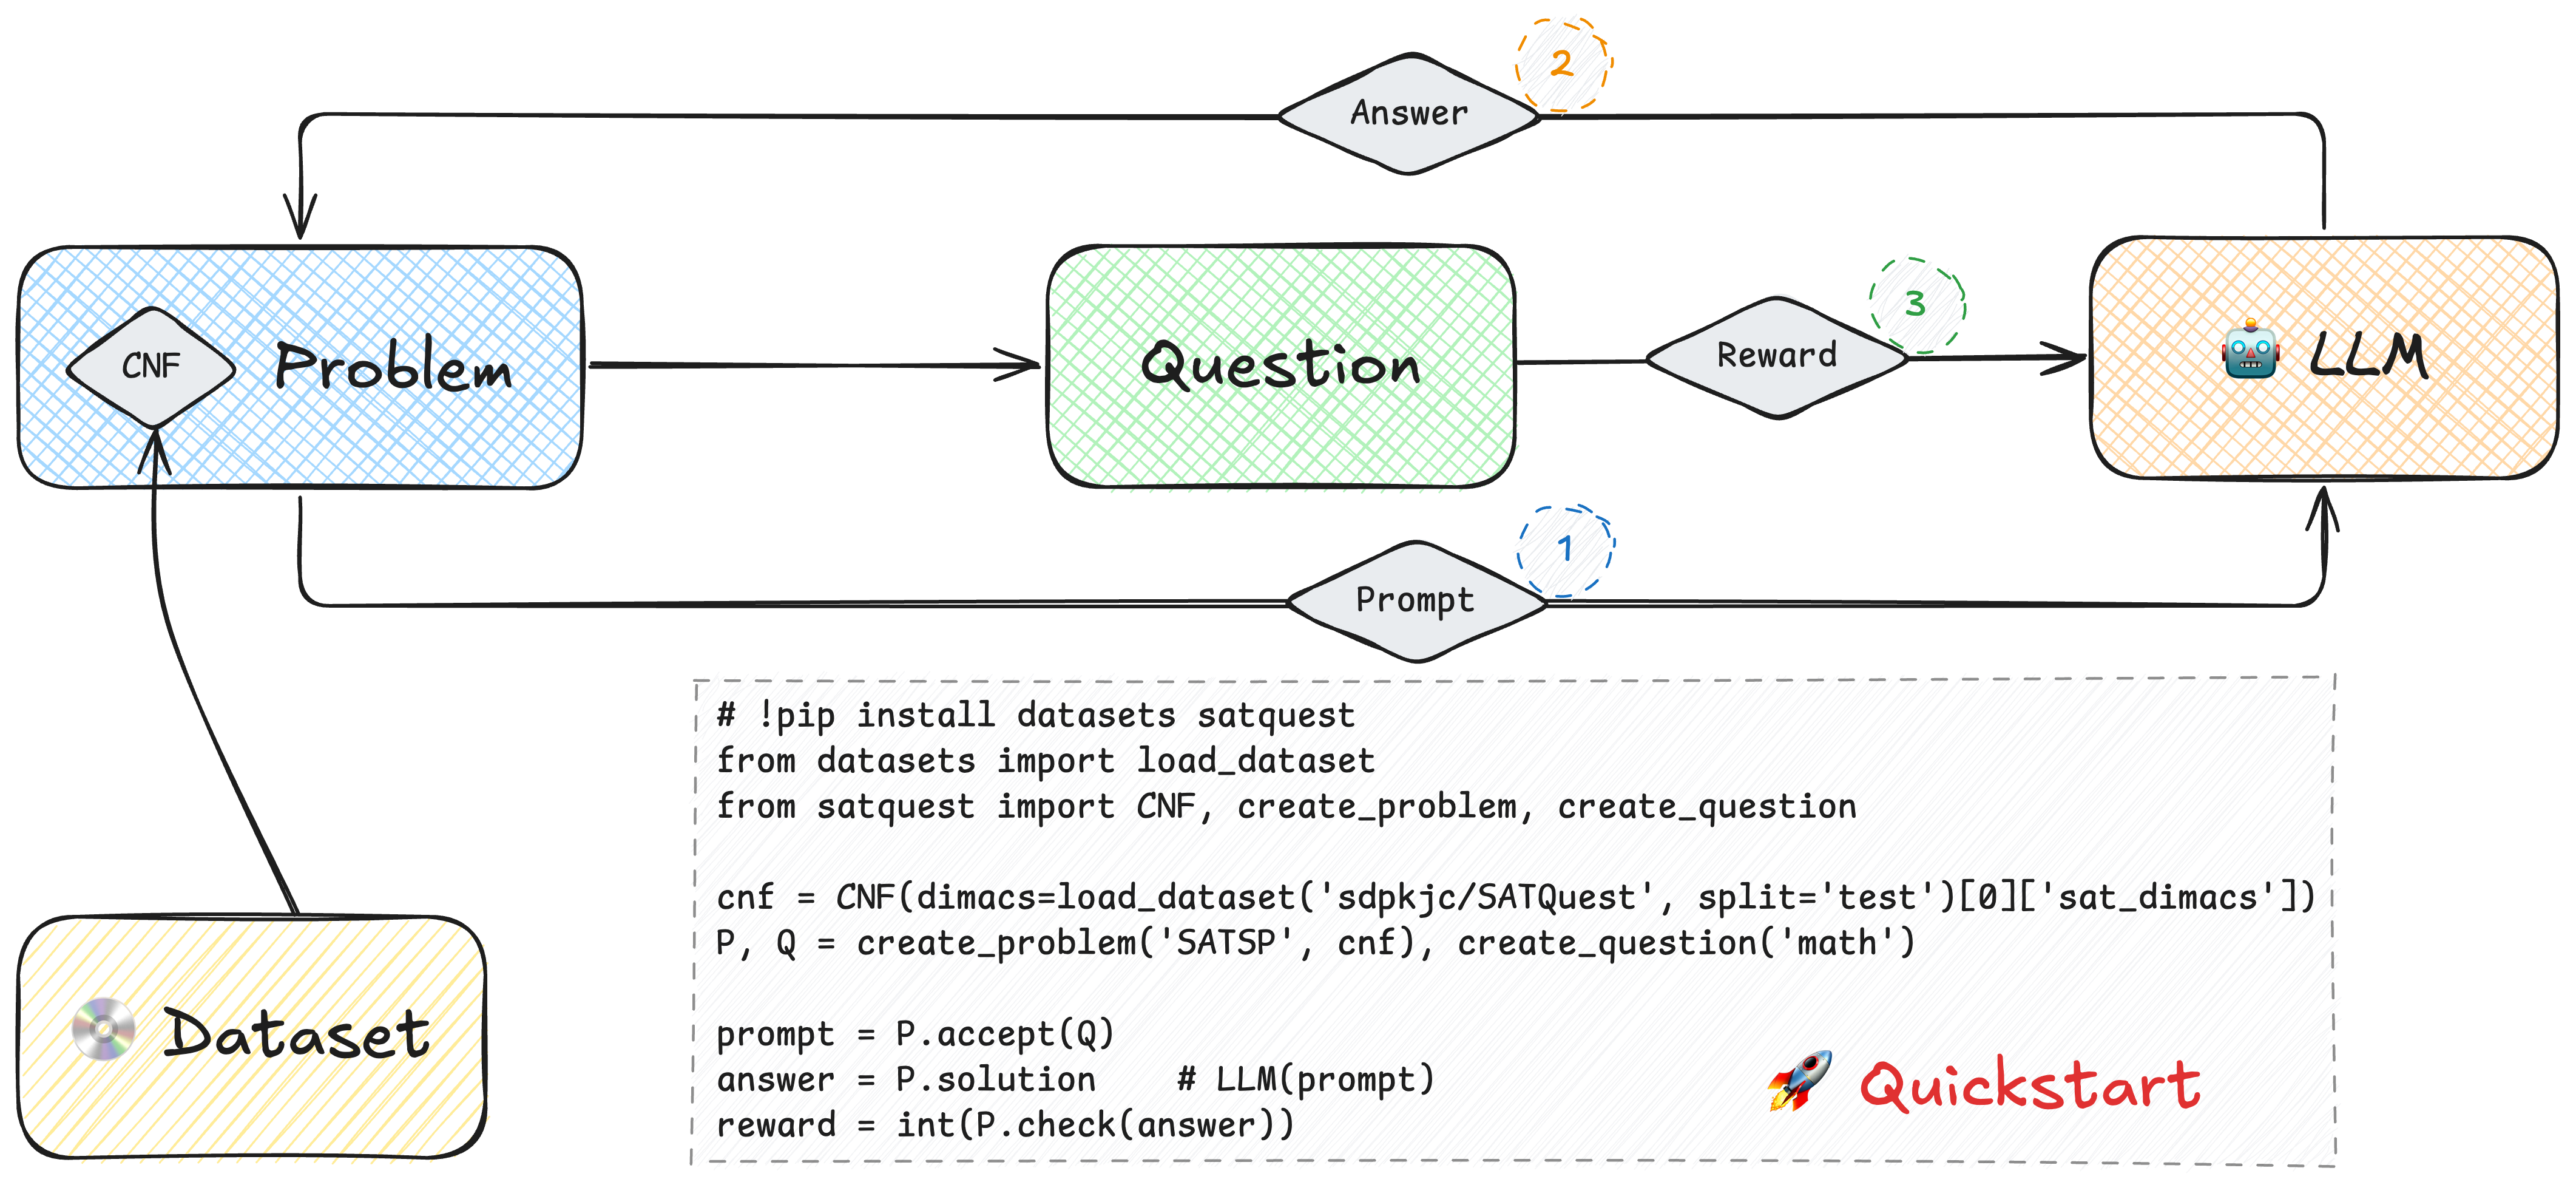 2
Answer
CNF
Problem
Question
3
Reward
LLM
1
Prompt
# !pip install datasets satquest
from datasets import load_dataset
from satquest import CNF, create_problem, create_question
cnf = CNF(dimacs=load_dataset('sdpkjc/SATQuest', split='test')[0]['sat_dimacs'])
P, Q = create_problem('SATSP', cnf), create_question('math')
prompt = P.accept(Q)
answer = P.solution    # LLM(prompt)
reward = int(P.check(answer))
Quickstart
Dataset